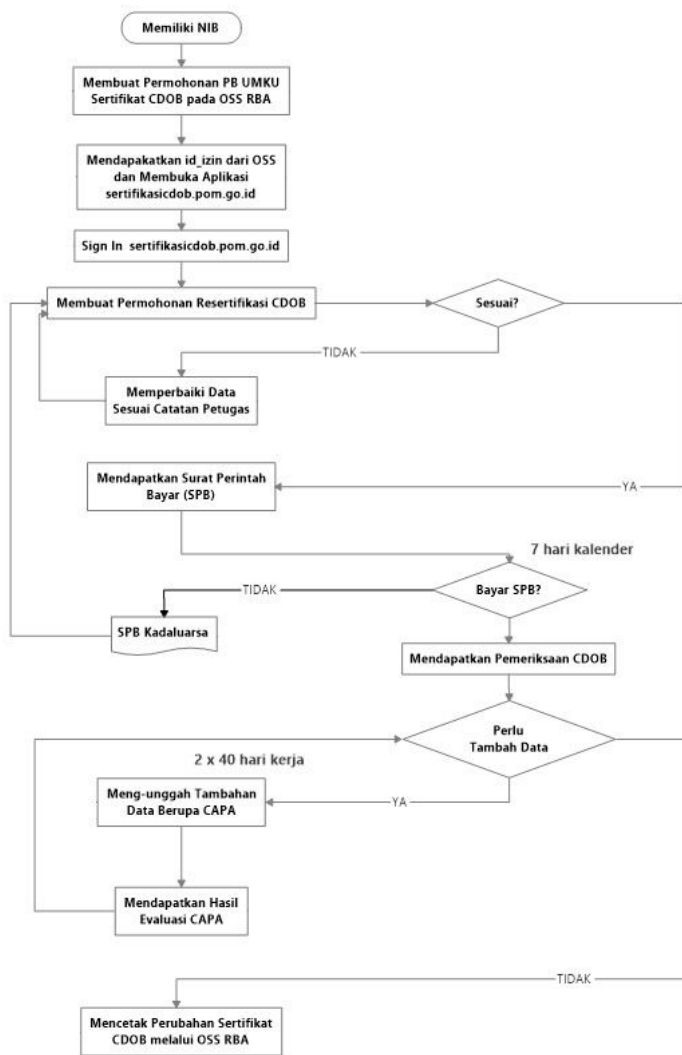 Memiliki NIB
Membuat Permohonan PB UMKU
Sertifikat CDOB pada OSS RBA
Mendapakatkan id_izin dari OSS
dan Membuka Aplikasi
sertifikasicdob.pom.go.id
Sign In sertifikasicdob.pom.go.id
Membuat Permohonan Resertifikasi CDOB
Sesuai?
TIDAK
Memperbaiki Data
Sesuai Catatan Petugas
Mendapatkan Surat Perintah
Bayar (SPB)
YA
7 hari kalender
TIDAK
Bayar SPB?
SPB Kadaluarsa
Mendapatkan Pemeriksaan CDOB
Perlu
Tambah Data
2 x 40 hari kerja
Meng-unggah Tambahan
Data Berupa CAPA
YA
Mendapatkan Hasil
Evaluasi CAPA
TIDAK
Mencetak Perubahan Sertifikat
CDOB melalui OSS RBA